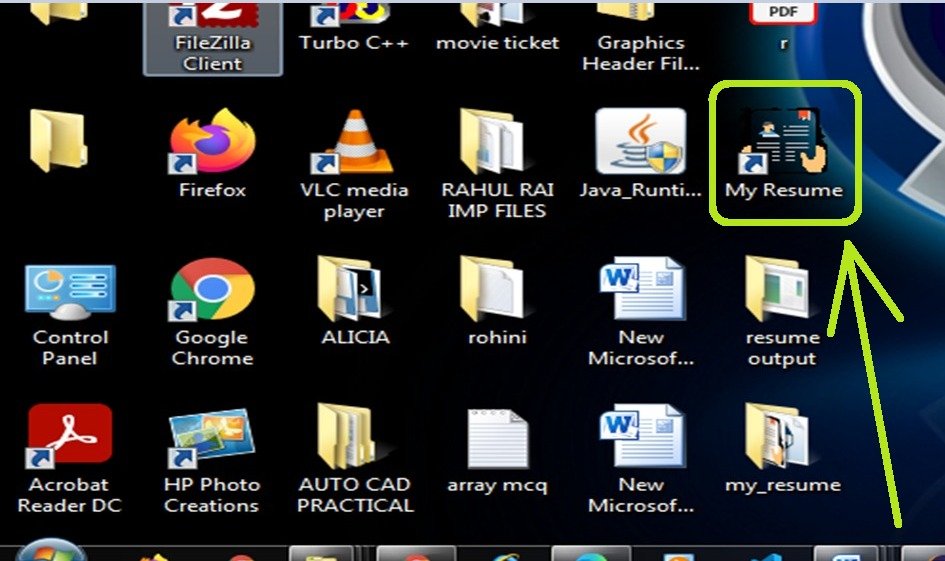 FileZilla
Client
Turbo C++
movie ticket
Graphics
Header Fil...
PDF
r
Firefox
VLC media
player
RAHUL RAI
IMP FILES
Java_Runti...
My Resume
Control
Panel
Google
Chrome
ALICIA
rohini
W
New
Microsof...
resume
output
Acrobat
Reader DC
HP Photo
Creations
AUTO CAD
PRACTICAL
array mcq
W
New
Microsof...
my_resume